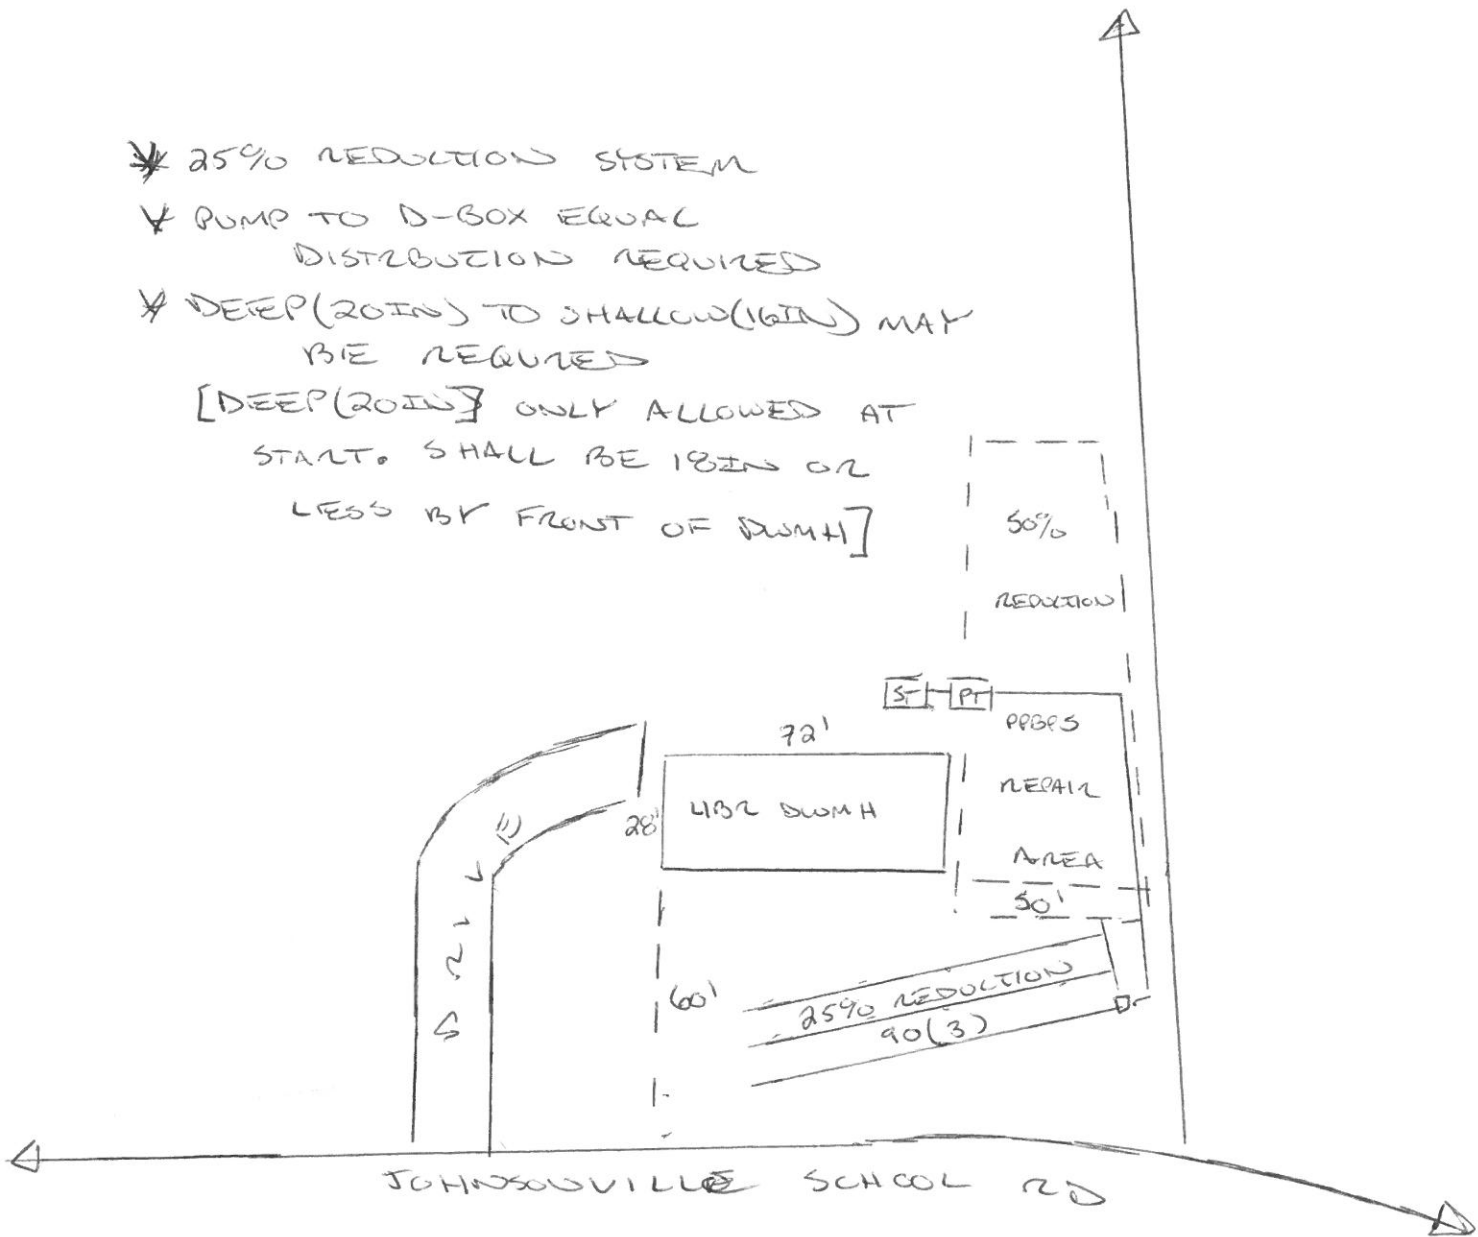 * 25% REDUCTION SYSTEM
* PUMP TO D-BOX EQUAL
DISTRBUTION REQUIRED
* DEEP(20IN) TO SHALLOW(16IN) MAY
BE REQURED
[DEEP(20IN)] ONLY ALLOWED AT
START. SHALL BE 18IN OR
LESS BY FRONT OF DWMH]
50%
REDUCTION
ST PT
PPBPS
72'
REPAIR
28' 4BR DWMH
AREA
50'
DRIVE
60'
25% REDUCTION
90(3)
JOHNSONVILLE SCHOOL RD